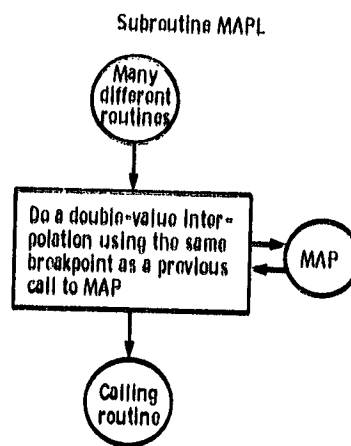 Subroutine MAPL
Many
different
routines
Do a double-value inter-
polation using the same
breakpoint as a previous
call to MAP
MAP
Calling
routine